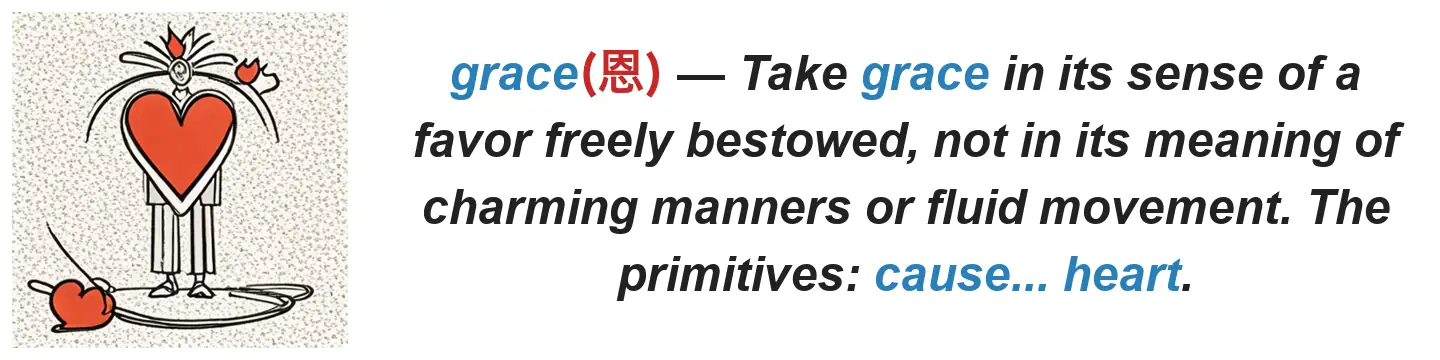 grace(恩) — Take grace in its sense of a
favor freely bestowed, not in its meaning of
charming manners or fluid movement. The
primitives: cause... heart.